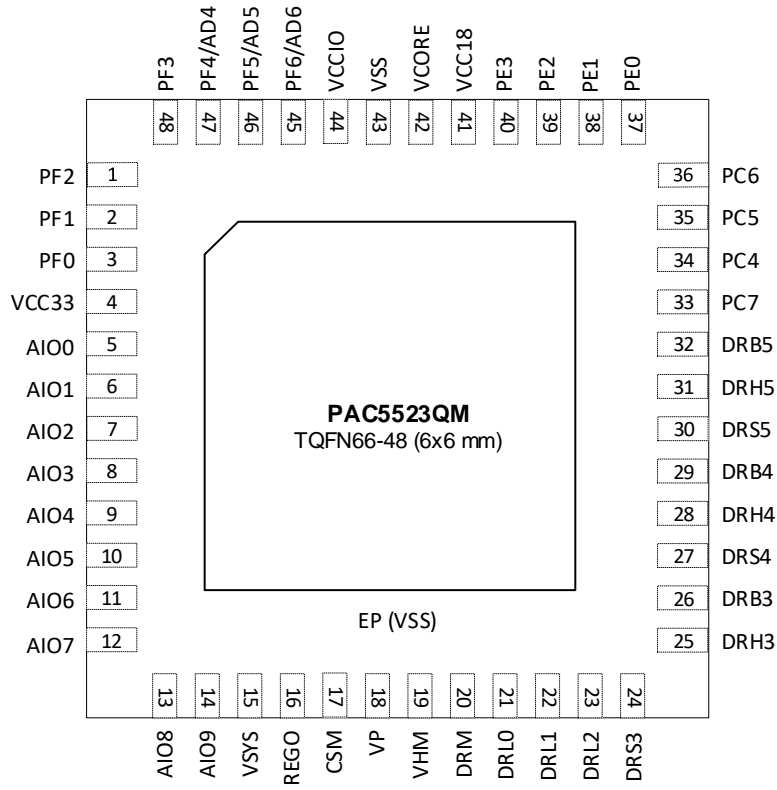 PF3
PF4/AD4
PF5/AD5
PF6/AD6
VCCIO
VSS
VCORE
VCC18
PE3
PE2
PE1
PE0
48
47
46
45
44
43
42
41
40
39
38
37
PF2 1
PF1 2
PF0 3
VCC33 4
AIO0 5
AIO1 6
AIO2 7
AIO3 8
AIO4 9
AIO5 10
AIO6 11
AIO7 12
PAC5523QM
TQFN66-48 (6x6 mm)
EP (VSS)
36 PC6
35 PC5
34 PC4
33 PC7
32 DRB5
31 DRH5
30 DRS5
29 DRB4
28 DRH4
27 DRS4
26 DRB3
25 DRH3
13
14
15
16
17
18
19
20
21
22
23
24
AIO8
AIO9
VSYS
REGO
CSM
VP
VHM
DRM
DRL0
DRL1
DRL2
DRS3